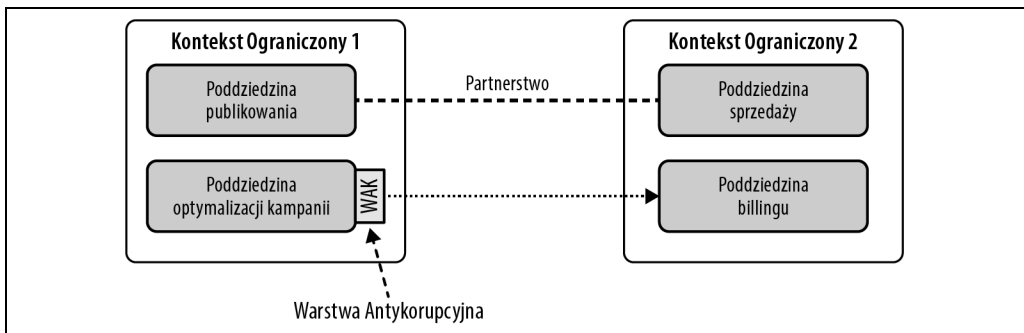 Kontekst Ograniczony 1
Kontekst Ograniczony 2
Poddziedzina
publikowania
Partnerstwo
Poddziedzina
sprzedaży
Poddziedzina
optymalizacji kampanii
WAK
Poddziedzina
billingu
Warstwa Antykorupcyjna